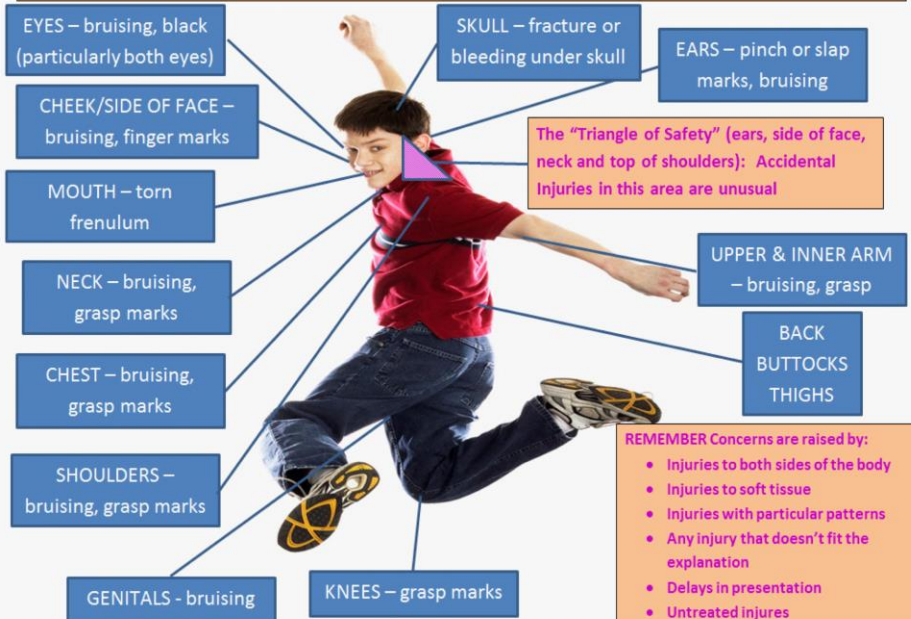 EYES – bruising, black
(particularly both eyes)
SKULL – fracture or
bleeding under skull
EARS – pinch or slap
marks, bruising
CHEEK/SIDE OF FACE –
bruising, finger marks
The “Triangle of Safety” (ears, side of face,
neck and top of shoulders): Accidental
Injuries in this area are unusual
MOUTH – torn
frenulum
UPPER & INNER ARM
– bruising, grasp
NECK – bruising,
grasp marks
BACK
BUTTOCKS
THIGHS
CHEST – bruising,
grasp marks
SHOULDERS –
bruising, grasp marks
REMEMBER Concerns are raised by:
• Injuries to both sides of the body
• Injuries to soft tissue
• Injuries with particular patterns
• Any injury that doesn’t fit the
explanation
• Delays in presentation
• Untreated injures
GENITALS - bruising
KNEES – grasp marks